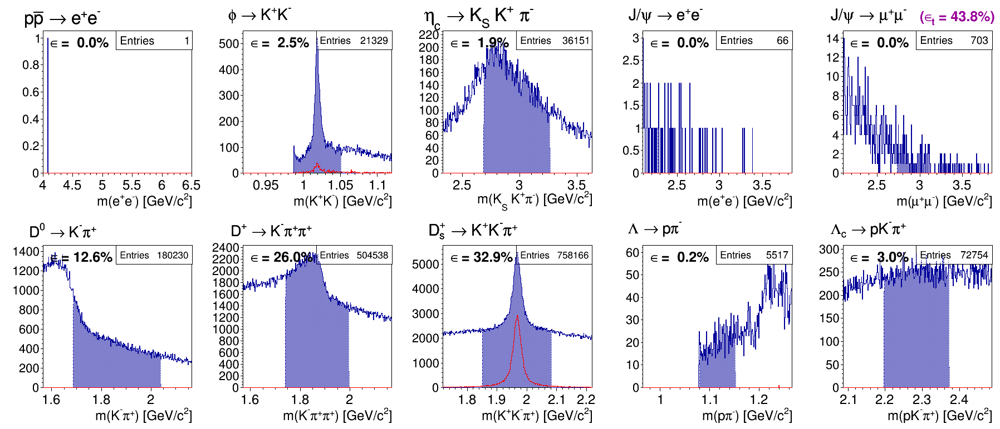 pp̅ → e⁺e⁻
ϵ = 0.0%
Entries 1
1
0.8
0.6
0.4
0.2
0
4 4.5 5 5.5 6 6.5
m(e⁺e⁻) [GeV/c²]
ϕ → K⁺K⁻
ϵ = 2.5%
Entries 21329
500
400
300
200
100
0
0.95 1 1.05 1.1
m(K⁺K⁻) [GeV/c²]
η_c → K_S K⁺ π⁻
ϵ = 1.9%
Entries 36151
220
200
180
160
140
120
100
80
60
40
20
0
2.5 3 3.5
m(K_S K⁺π⁻) [GeV/c²]
J/ψ → e⁺e⁻
ϵ = 0.0%
Entries 66
3
2.5
2
1.5
1
0.5
0
2.5 3 3.5
m(e⁺e⁻) [GeV/c²]
J/ψ → μ⁺μ⁻ (ϵ_t = 43.8%)
ϵ = 0.0%
Entries 703
14
12
10
8
6
4
2
0
2.5 3 3.5
m(μ⁺μ⁻) [GeV/c²]
D⁰ → K⁻π⁺
ϵ = 12.6%
Entries 180230
1400
1200
1000
800
600
400
200
0
1.6 1.8 2
m(K⁻π⁺) [GeV/c²]
D⁺ → K⁻π⁺π⁺
ϵ = 26.0%
Entries 504538
2400
2200
2000
1800
1600
1400
1200
1000
800
600
400
200
0
1.6 1.8 2
m(K⁻π⁺π⁺) [GeV/c²]
D_s⁺ → K⁺K⁻π⁺
ϵ = 32.9%
Entries 758166
5000
4000
3000
2000
1000
0
1.8 1.9 2 2.1 2.2
m(K⁺K⁻π⁺) [GeV/c²]
Λ → pπ⁻
ϵ = 0.2%
Entries 5517
60
50
40
30
20
10
0
1 1.1 1.2
m(pπ⁻) [GeV/c²]
Λ_c → pK⁻π⁺
ϵ = 3.0%
Entries 72754
300
250
200
150
100
50
0
2.1 2.2 2.3 2.4
m(pK⁻π⁺) [GeV/c²]